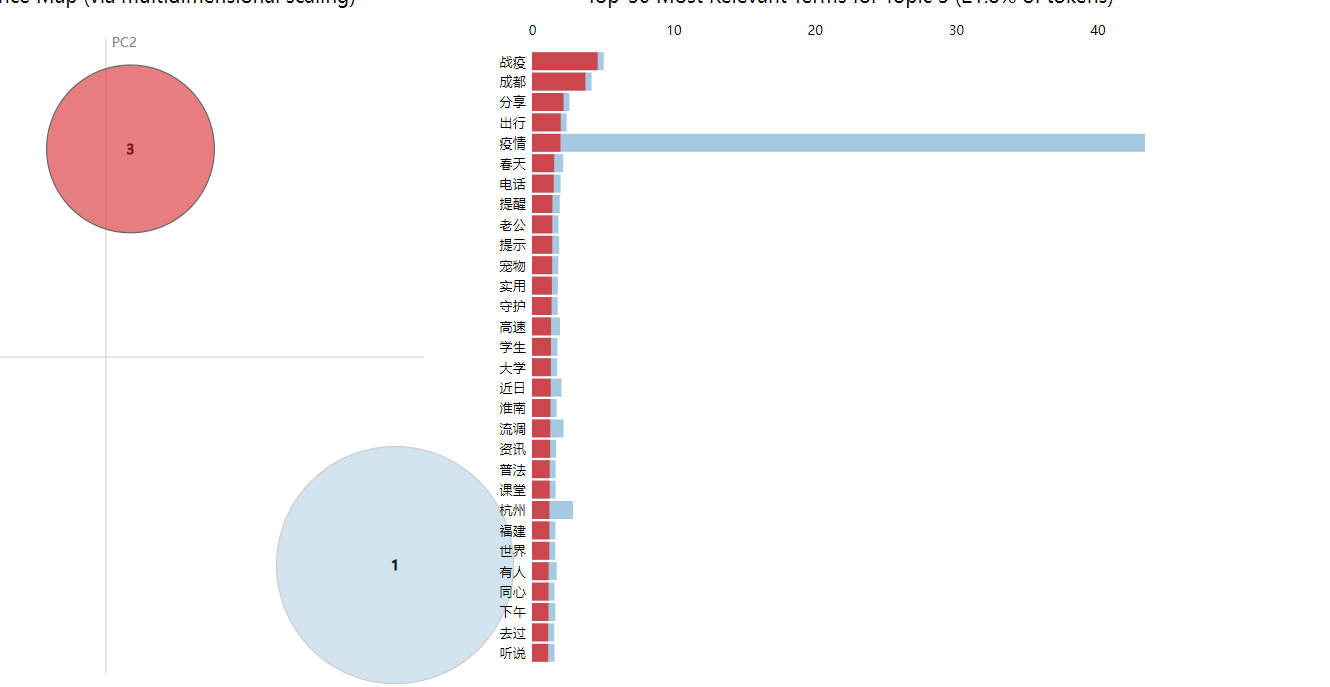 PC2
3
1
0 10 20 30 40
战疫
成都
分享
出行
疫情
春天
电话
提醒
老公
提示
宠物
实用
守护
高速
学生
大学
近日
淮南
流调
资讯
普法
课堂
杭州
福建
世界
有人
同心
下午
去过
听说